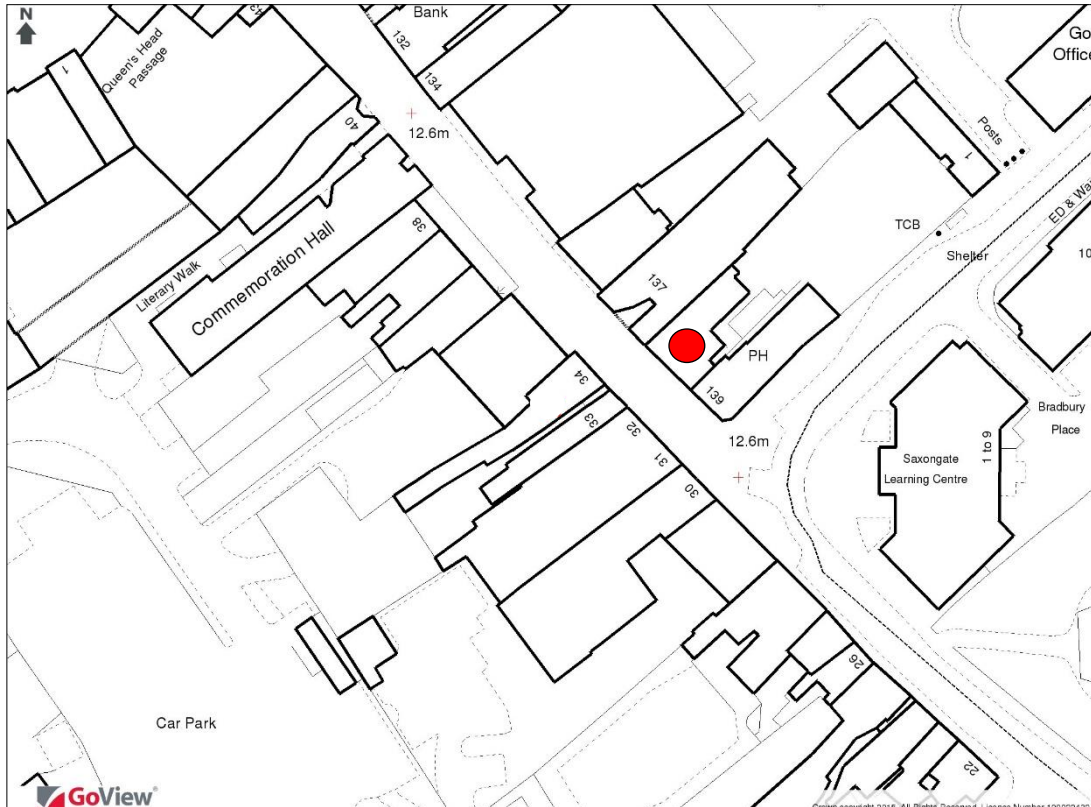 N
43
Bank
132
134
Go
Office
Queen's Head
Passage
1
40
12.6m
Posts
1
TCB
Shelter
ED & Wa
10
38
Commemoration Hall
Literary Walk
137
PH
139
34
33
32
31
30
12.6m
Bradbury
Place
1 to 9
Saxongate
Learning Centre
26
22
Car Park
GoView